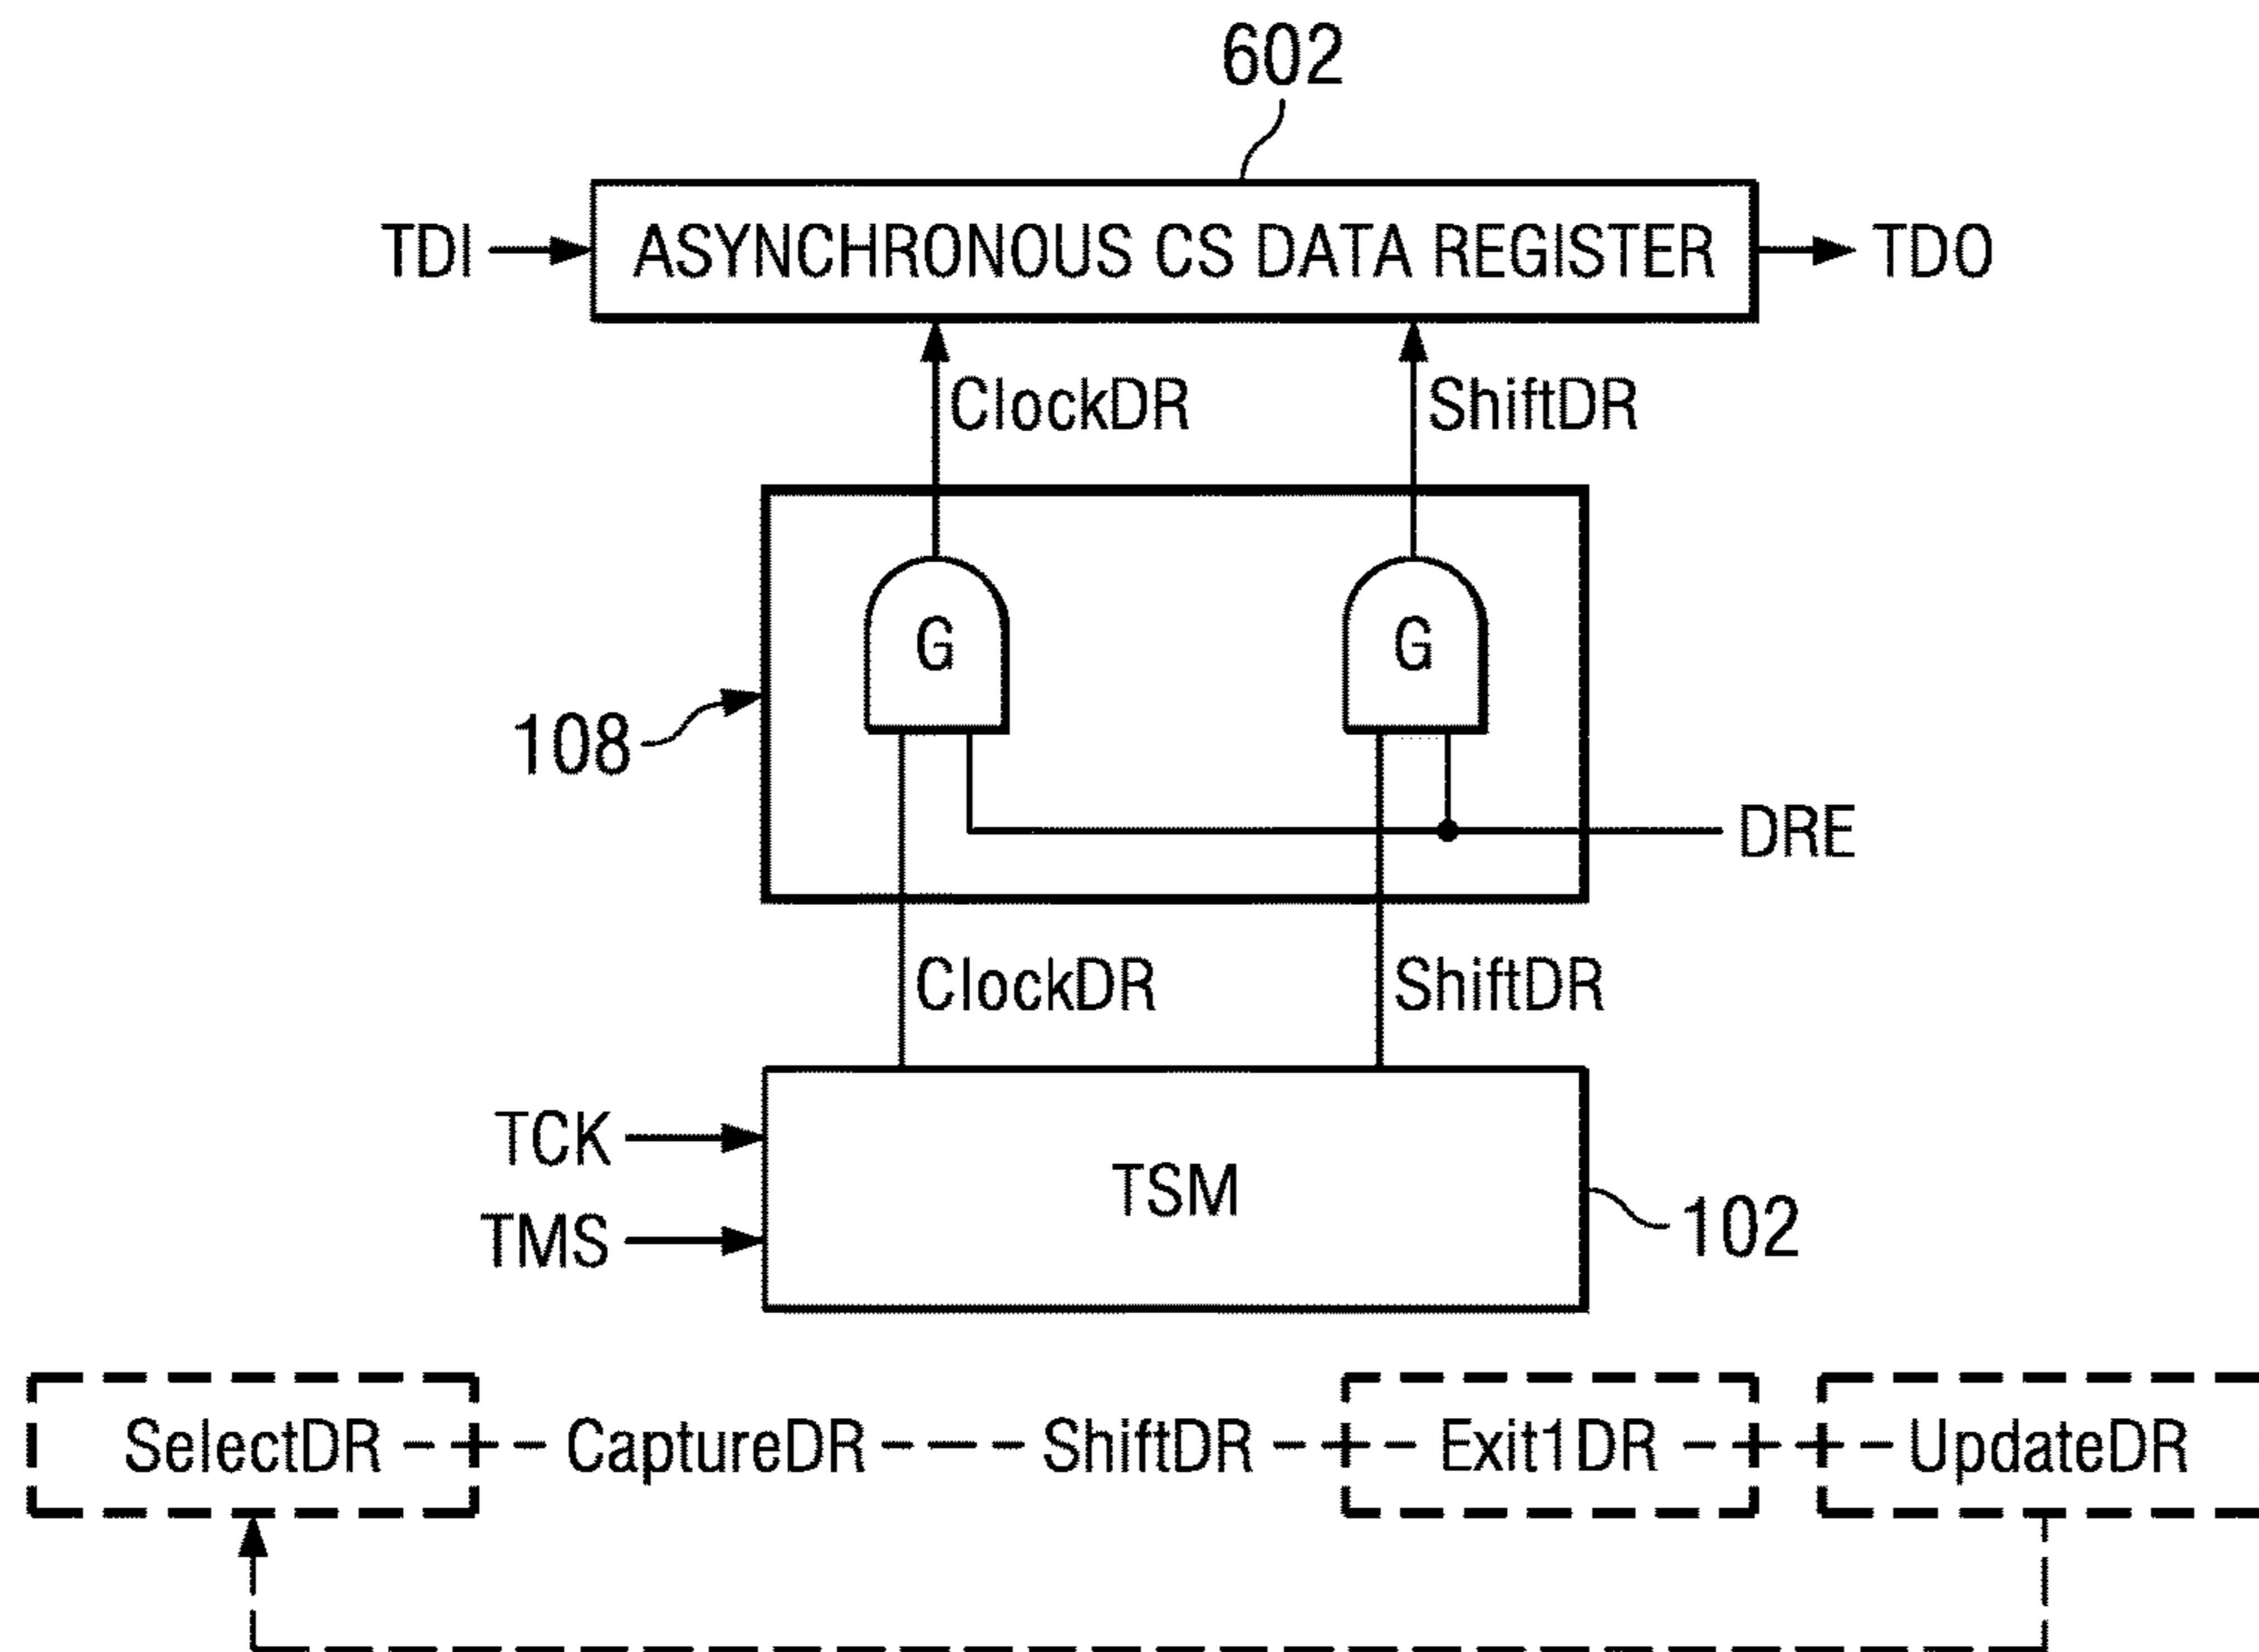 602
TDI ASYNCHRONOUS CS DATA REGISTER TDO
ClockDR ShiftDR
G G
108
DRE
ClockDR ShiftDR
TCK
TSM
TMS
102
SelectDR CaptureDR ShiftDR Exit1DR UpdateDR